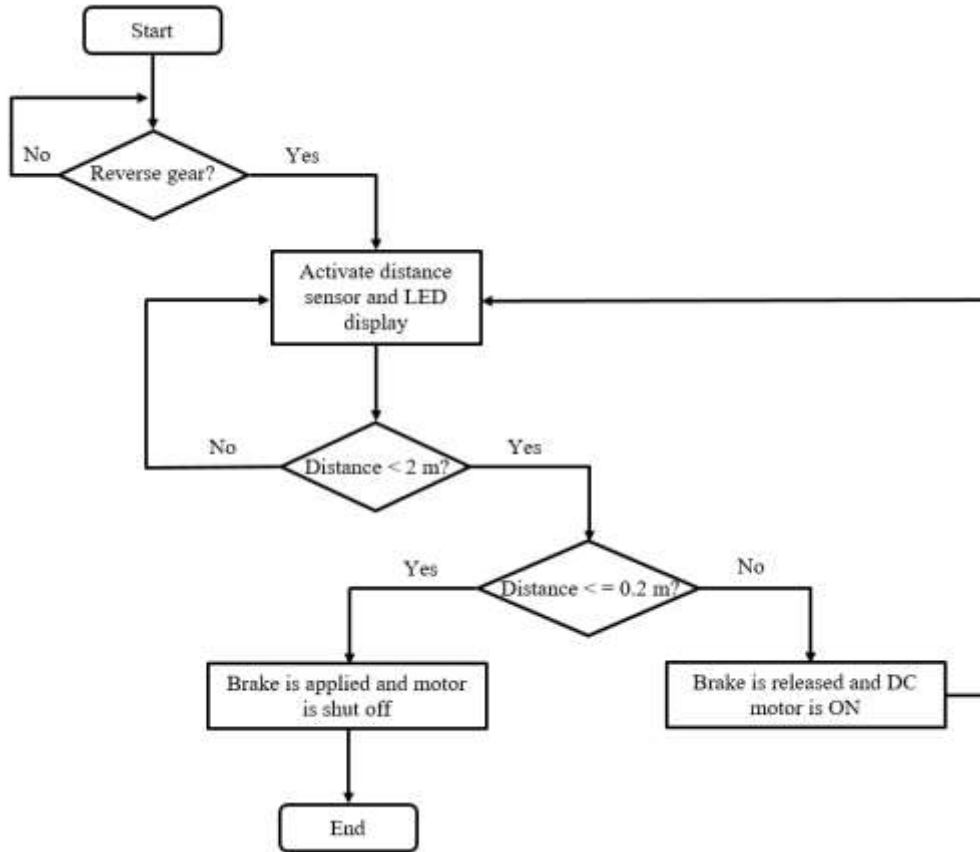 Start
No
Yes
Reverse gear?
Activate distance
sensor and LED
display
No
Yes
Distance < 2 m?
Yes
No
Distance < = 0.2 m?
Brake is applied and motor
is shut off
Brake is released and DC
motor is ON
End